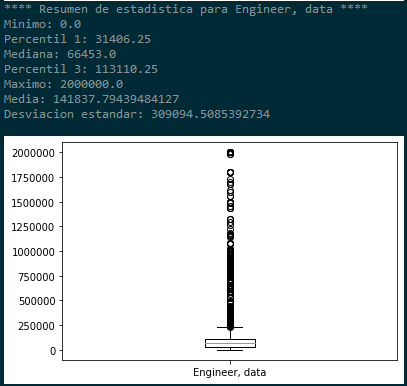 **** Resumen de estadistica para Engineer, data ****
Minimo: 0.0
Percentil 1: 31406.25
Mediana: 66453.0
Percentil 3: 113110.25
Maximo: 2000000.0
Media: 141837.79439484127
Desviacion estandar: 309094.5085392734
2000000
1750000
1500000
1250000
1000000
750000
500000
250000
0
Engineer, data